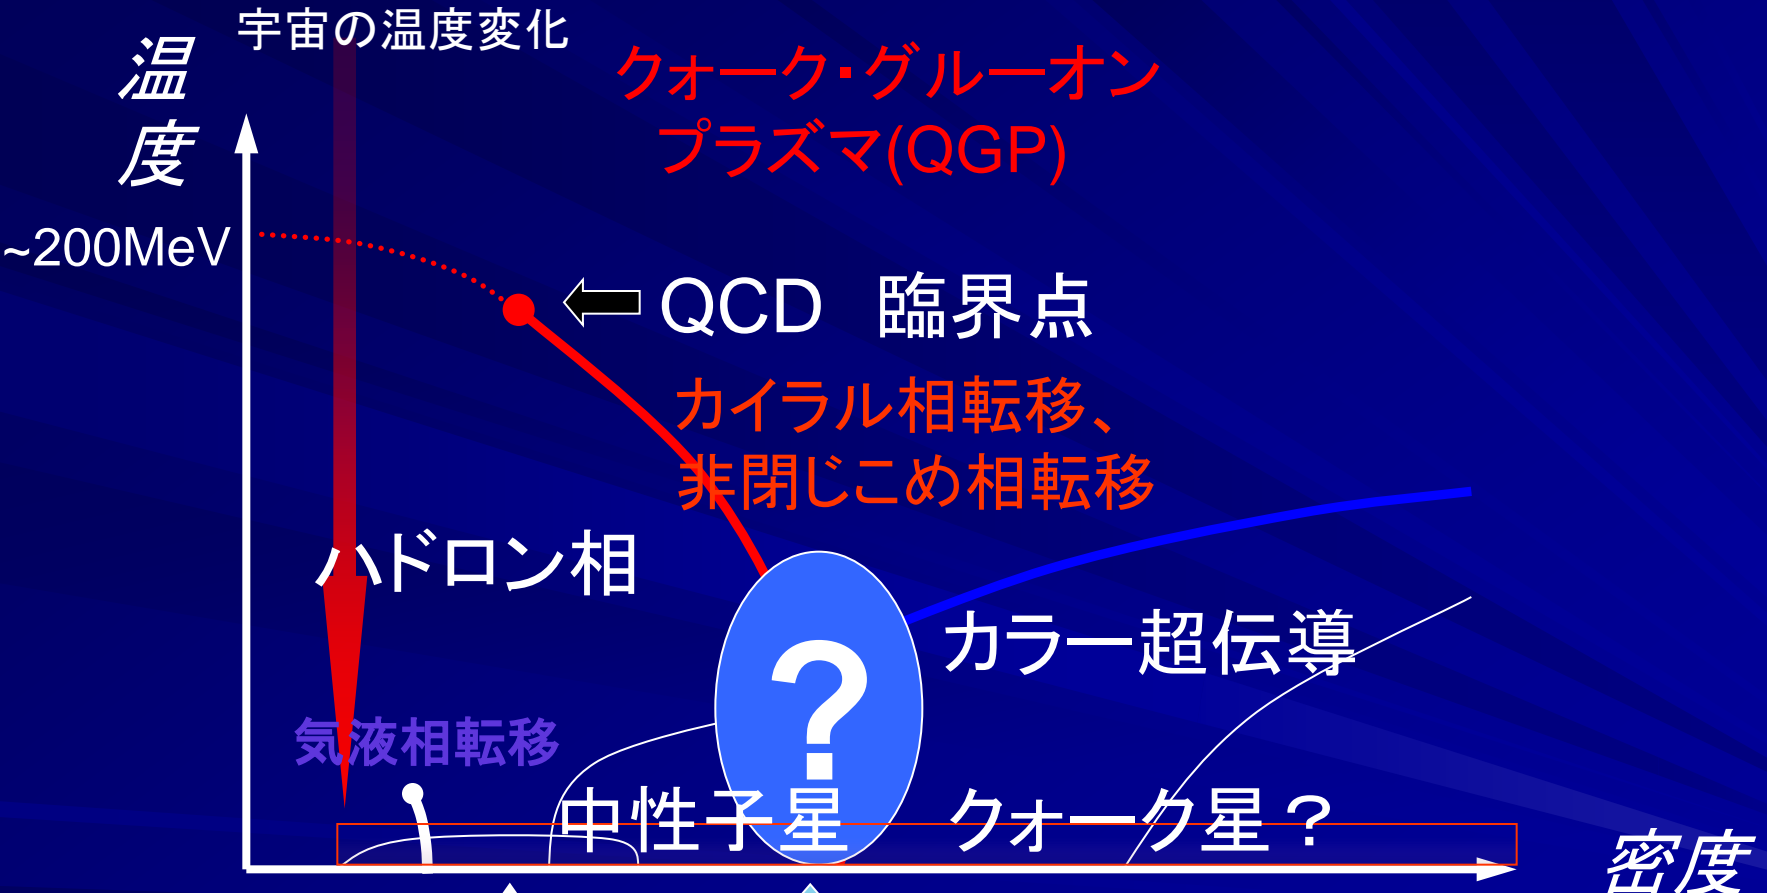 宇宙の温度変化
温度
クォーク・グルーオン
プラズマ(QGP)
~200MeV
QCD　臨界点
カイラル相転移、
非閉じこめ相転移
ハドロン相
カラー超伝導
?
気液相転移
中性子星
クォーク星？
密度